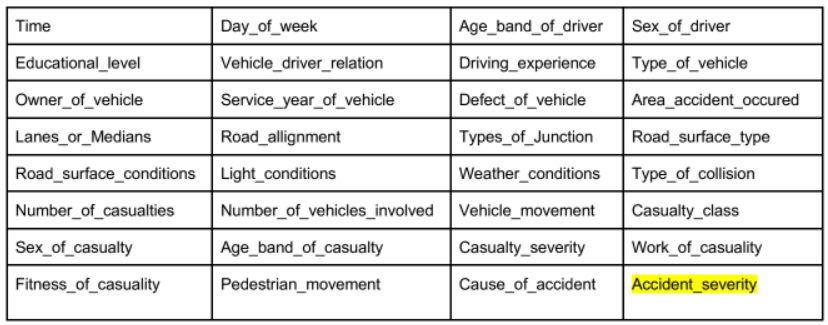 Time Day_of_week Age_band_of_driver Sex_of_driver
Educational_level Vehicle_driver_relation Driving_experience Type_of_vehicle
Owner_of_vehicle Service_year_of_vehicle Defect_of_vehicle Area_accident_occured
Lanes_or_Medians Road_allignment Types_of_Junction Road_surface_type
Road_surface_conditions Light_conditions Weather_conditions Type_of_collision
Number_of_casualties Number_of_vehicles_involved Vehicle_movement Casualty_class
Sex_of_casualty Age_band_of_casualty Casualty_severity Work_of_casuality
Fitness_of_casuality Pedestrian_movement Cause_of_accident Accident_severity